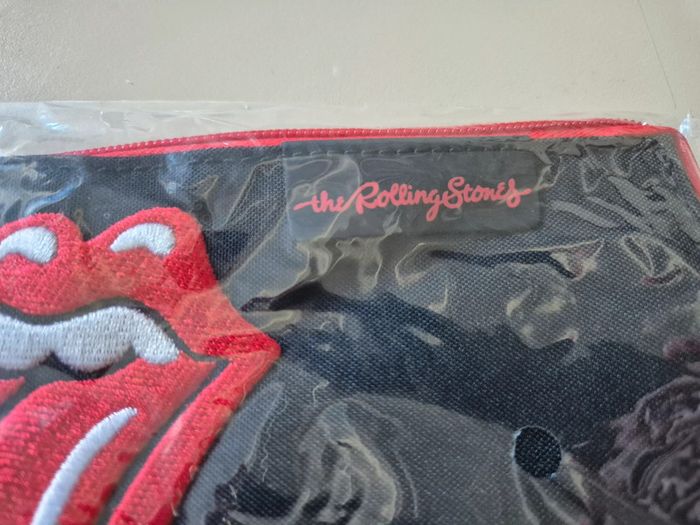 the Rolling Stones